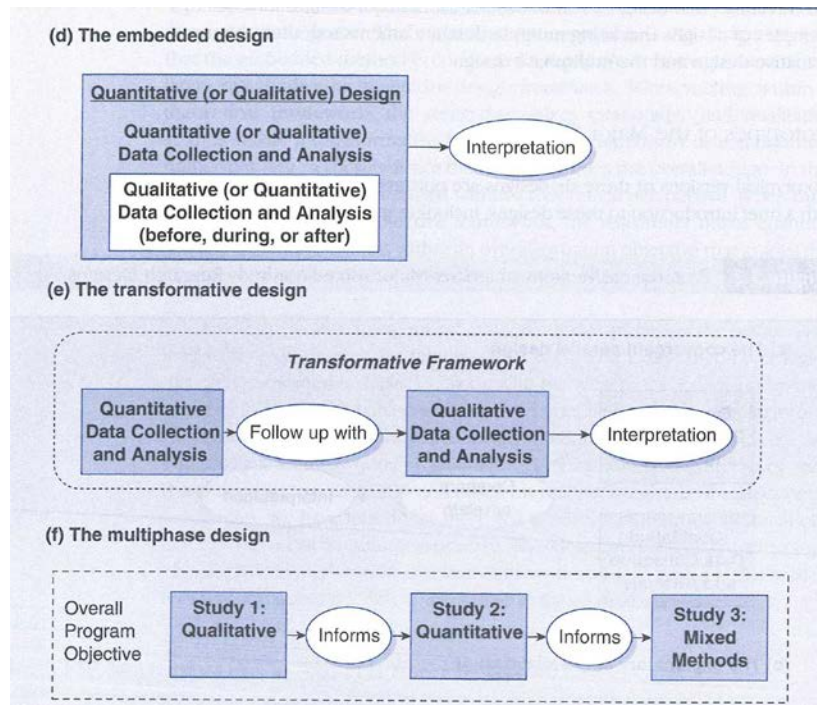 (d) The embedded design
Quantitative (or Qualitative) Design
Quantitative (or Qualitative)
Data Collection and Analysis
Interpretation
Qualitative (or Quantitative)
Data Collection and Analysis
(before, during, or after)
(e) The transformative design
Transformative Framework
Quantitative
Data Collection
and Analysis
Follow up with
Qualitative
Data Collection
and Analysis
Interpretation
(f) The multiphase design
Overall
Program
Objective
Study 1:
Qualitative
Informs
Study 2:
Quantitative
Informs
Study 3:
Mixed
Methods